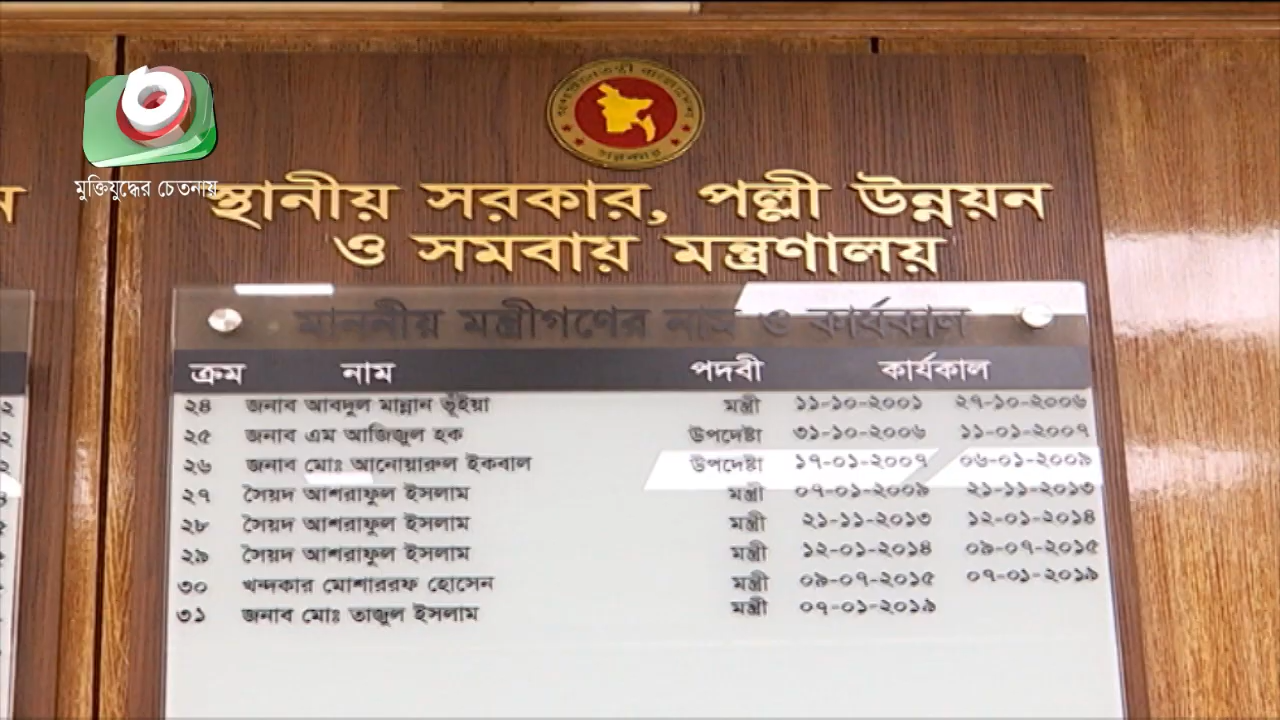 গণপ্রজাতন্ত্রী বাংলাদেশ
সরকার
মুক্তিযুদ্ধের চেতনায়
স্থানীয় সরকার, পল্লী উন্নয়ন
ও সমবায় মন্ত্রণালয়
মাননীয় মন্ত্রীগণের নাম ও কার্যকাল
ক্রম নাম পদবী কার্যকাল
২৪ জনাব আবদুল মান্নান ভূঁইয়া মন্ত্রী ১১-১০-২০০১ ২৭-১০-২০০৬
২৫ জনাব এম আজিজুল হক উপদেষ্টা ৩১-১০-২০০৬ ১১-০১-২০০৭
২৬ জনাব মোঃ আনোয়ারুল ইকবাল উপদেষ্টা ১৭-০১-২০০৭ ০৬-০১-২০০৯
২৭ সৈয়দ আশরাফুল ইসলাম মন্ত্রী ০৭-০১-২০০৯ ২১-১১-২০১৩
২৮ সৈয়দ আশরাফুল ইসলাম মন্ত্রী ২১-১১-২০১৩ ১২-০১-২০১৪
২৯ সৈয়দ আশরাফুল ইসলাম মন্ত্রী ১২-০১-২০১৪ ০৯-০৭-২০১৫
৩০ খন্দকার মোশাররফ হোসেন মন্ত্রী ০৯-০৭-২০১৫ ০৭-০১-২০১৯
৩১ জনাব মোঃ তাজুল ইসলাম মন্ত্রী ০৭-০১-২০১৯